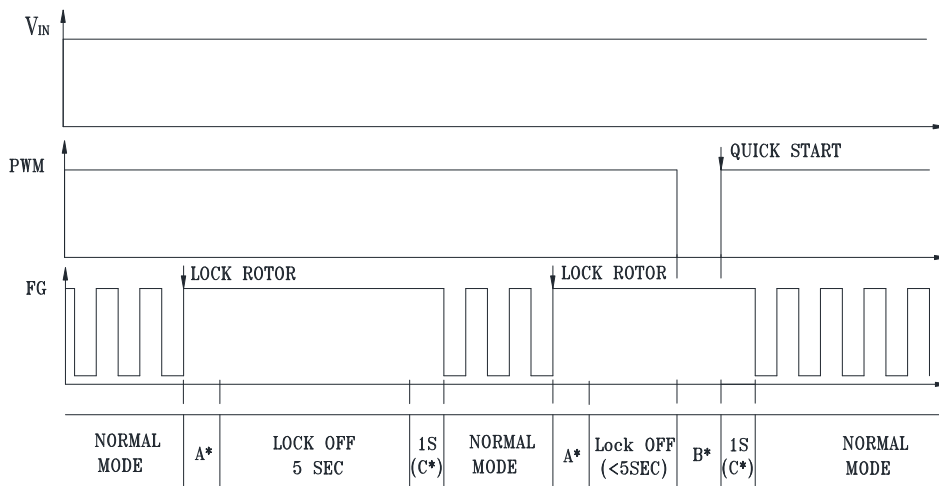 VIN
PWM
QUICK START
FG
LOCK ROTOR
LOCK ROTOR
NORMAL
MODE
A*
LOCK OFF
5 SEC
1S
(C*)
NORMAL
MODE
A*
Lock OFF
(<5SEC)
B*
1S
(C*)
NORMAL
MODE